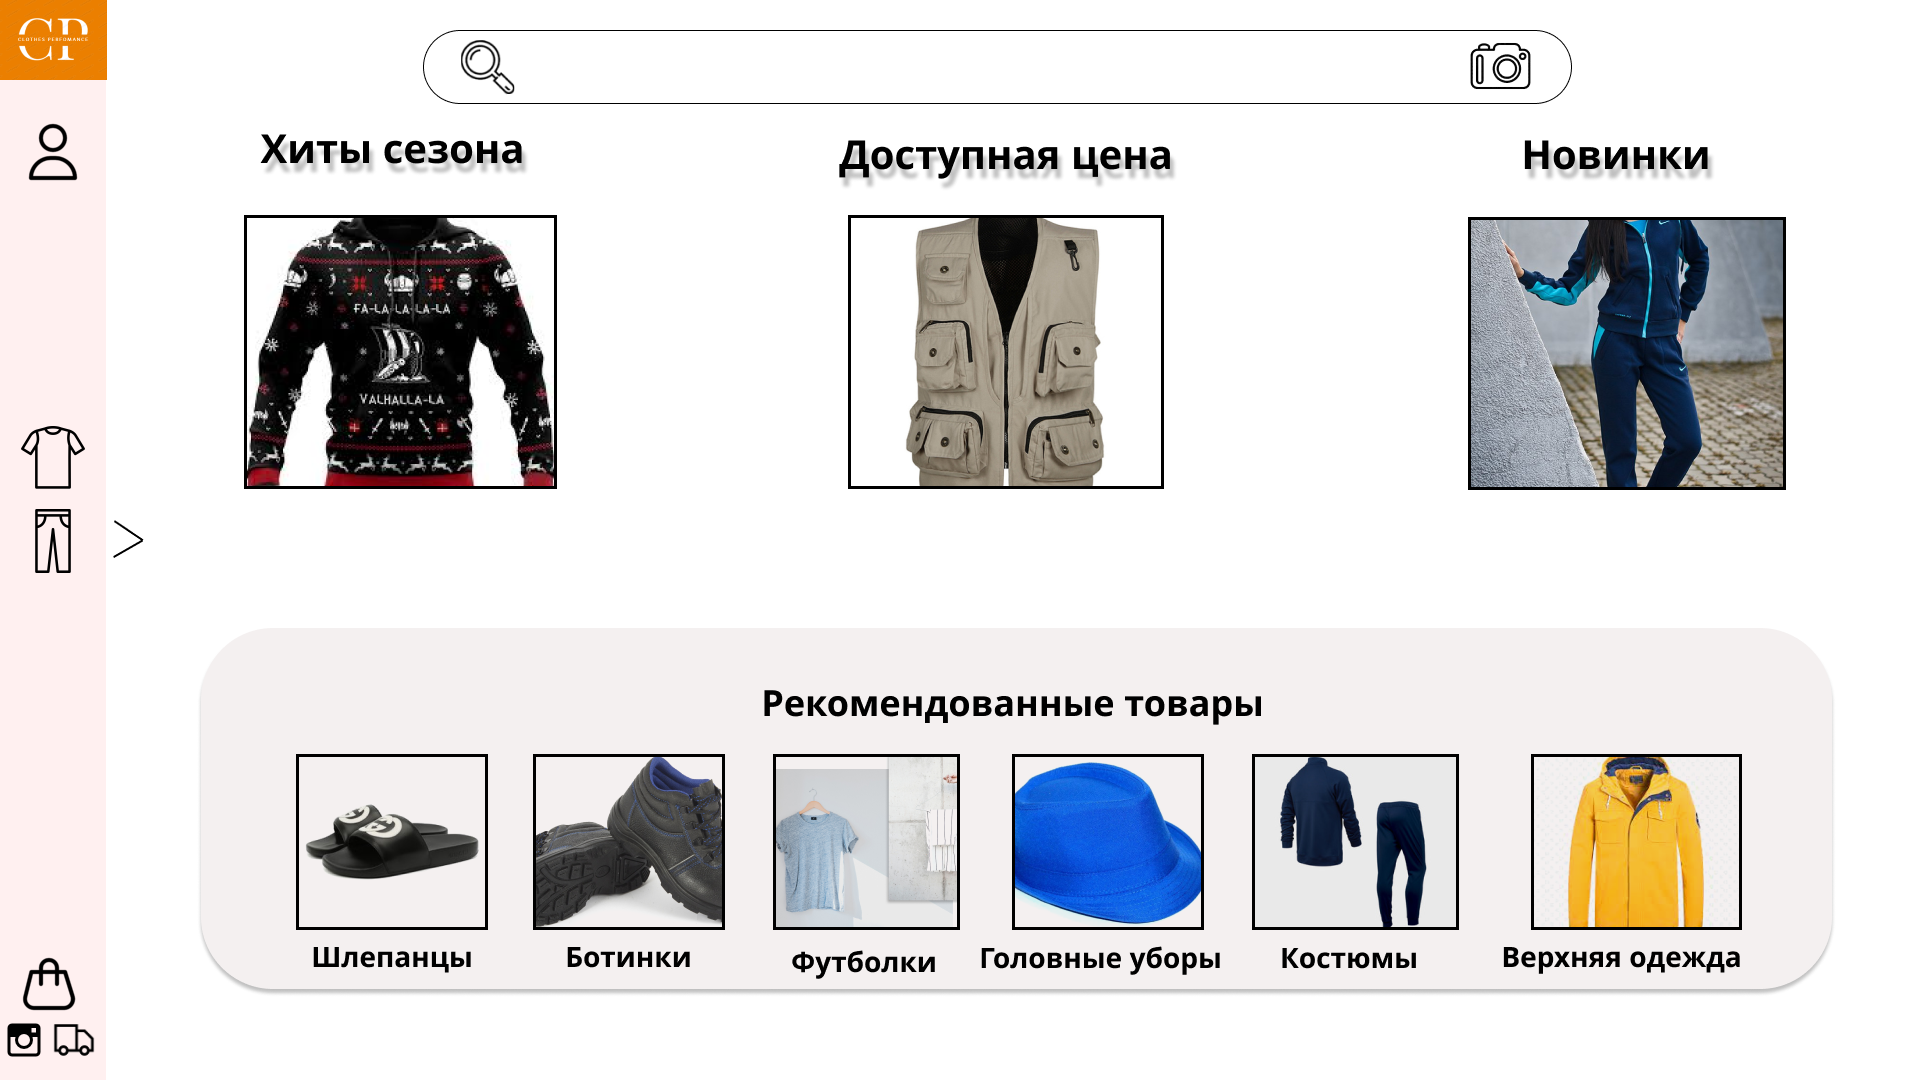 CP
CLOTHES PERFOMANCE
Хиты сезона
Доступная цена
Новинки
FA-LA-LA-LA-LA
VALHALLA-LA
Рекомендованные товары
Шлепанцы
Ботинки
Футболки
Головные уборы
Костюмы
Верхняя одежда